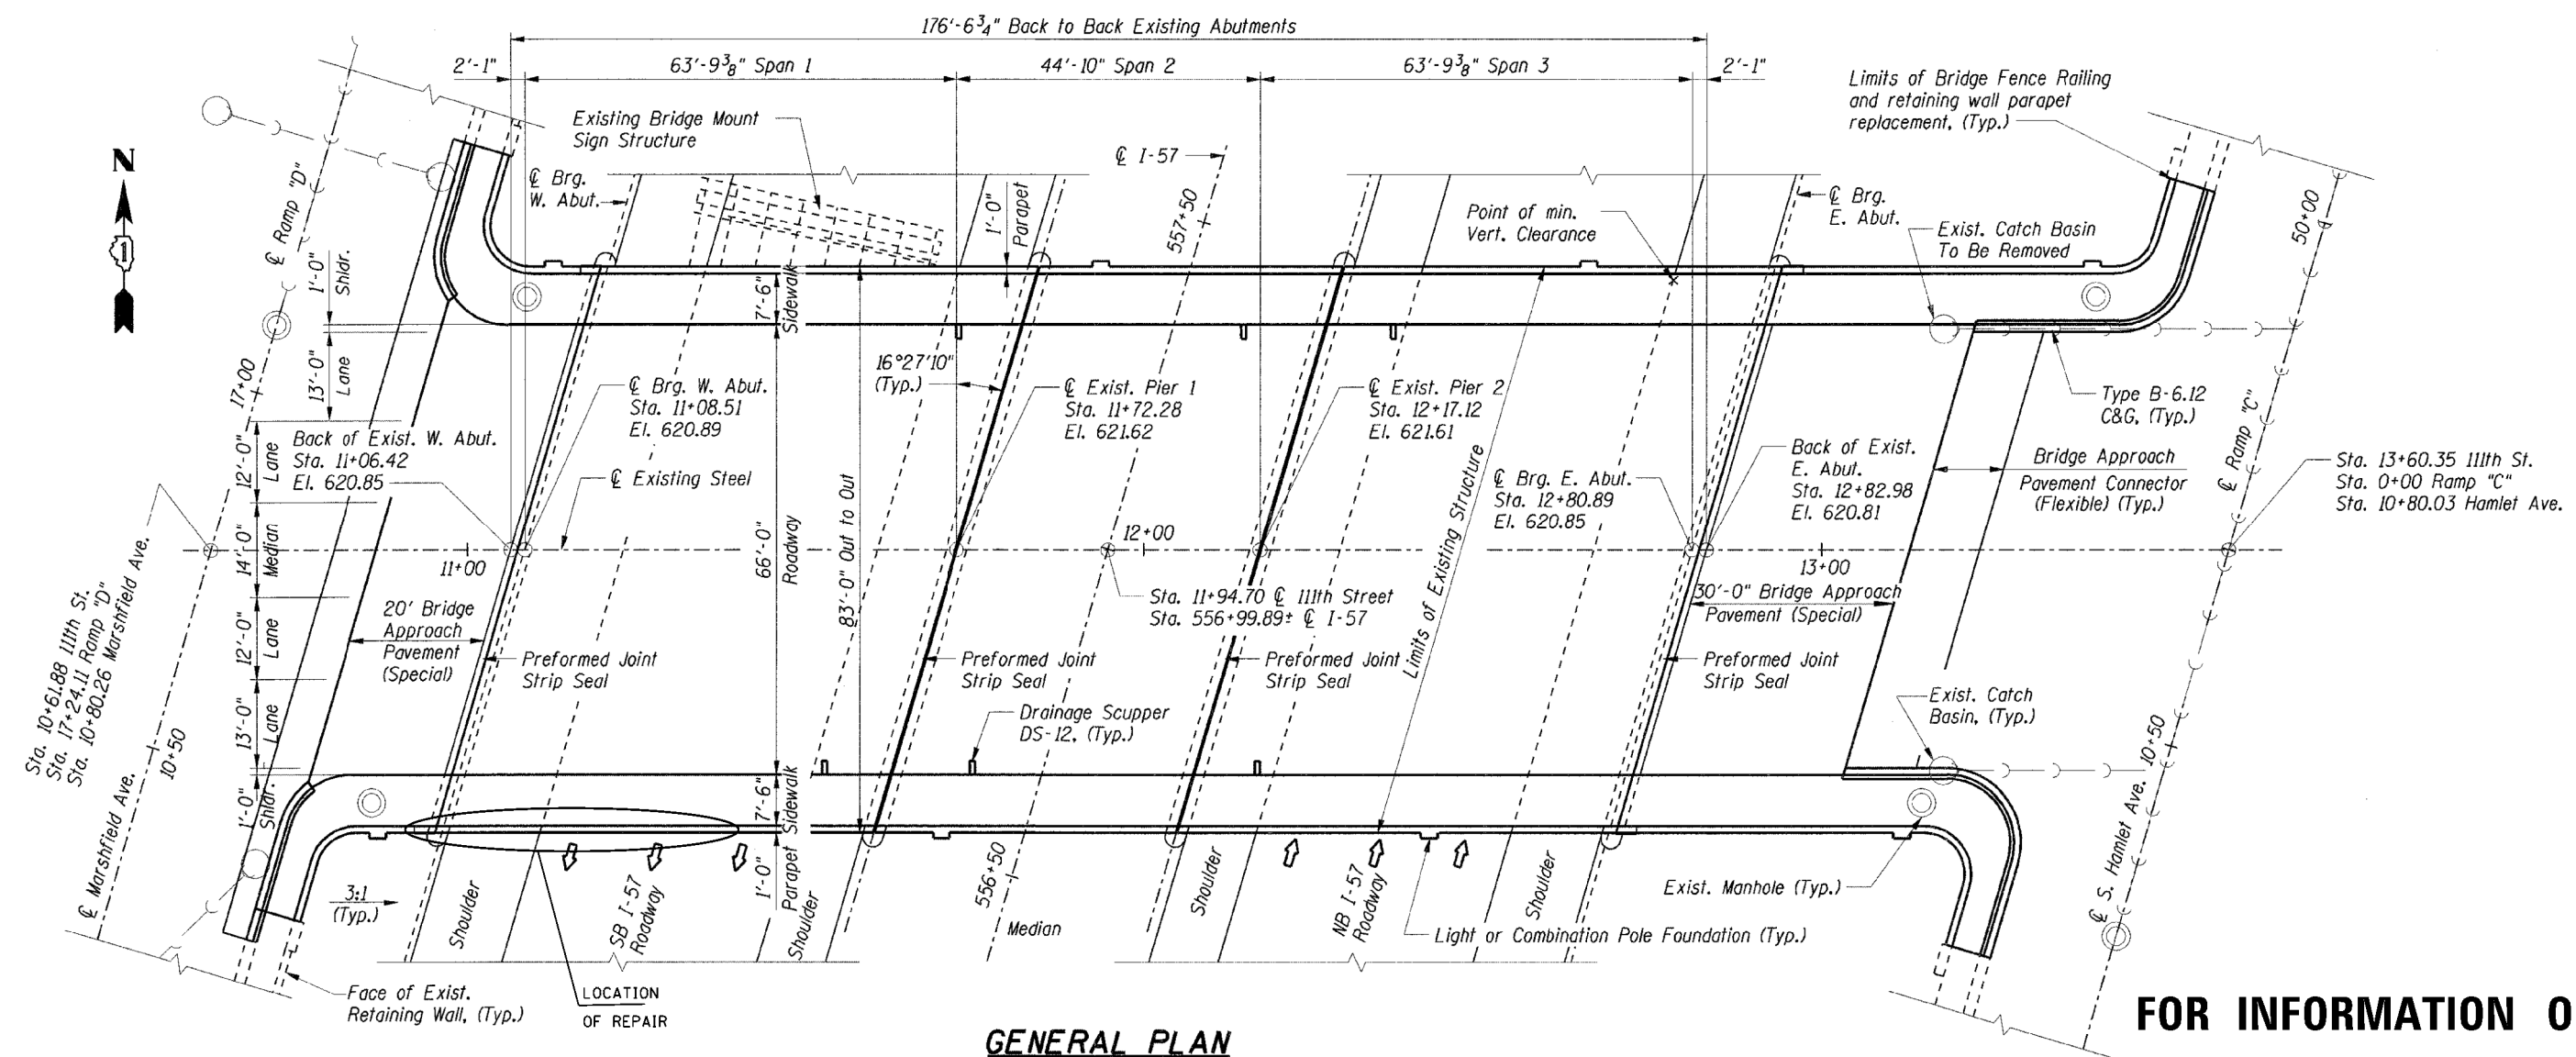 176'-6¾" Back to Back Existing Abutments
2'-1"
63'-9⅜" Span 1
44'-10" Span 2
63'-9⅜" Span 3
2'-1"
Limits of Bridge Fence Railing
and retaining wall parapet
replacement, (Typ.)
Existing Bridge Mount
Sign Structure
℄ I-57
N
℄ Ramp "D"
℄ Brg.
W. Abut.
1'-0"
Parapet
557+50
Point of min.
Vert. Clearance
℄ Brg.
E. Abut.
Exist. Catch Basin
To Be Removed
50+00
1'-0"
Shldr.
7'-6"
Sidewalk
13'-0"
Lane
17+00
16°27'10"
(Typ.)
℄ Brg. W. Abut.
Sta. 11+08.51
El. 620.89
℄ Exist. Pier 1
Sta. 11+72.28
El. 621.62
℄ Exist. Pier 2
Sta. 12+17.12
El. 621.61
Type B-6.12
C&G, (Typ.)
Back of Exist. W. Abut.
Sta. 11+06.42
El. 620.85
12'-0"
Lane
℄ Existing Steel
Limits of Existing Structure
℄ Brg. E. Abut.
Sta. 12+80.89
El. 620.85
Back of Exist.
E. Abut.
Sta. 12+82.98
El. 620.81
Bridge Approach
Pavement Connector
(Flexible) (Typ.)
℄ Ramp "C"
Sta. 13+60.35 111th St.
Sta. 0+00 Ramp "C"
Sta. 10+80.03 Hamlet Ave.
14'-0"
Median
11+00
66'-0"
Roadway
83'-0" Out to Out
12+00
13+00
Sta. 11+94.70 ℄ 111th Street
Sta. 556+99.89± ℄ I-57
30'-0" Bridge Approach
Pavement (Special)
Sta. 10+61.88 111th St.
Sta. 17+24.11 Ramp "D"
Sta. 10+80.26 Marshfield Ave.
12'-0"
Lane
20' Bridge
Approach
Pavement
(Special)
Preformed Joint
Strip Seal
Preformed Joint
Strip Seal
Preformed Joint
Strip Seal
Preformed Joint
Strip Seal
13'-0"
Lane
Drainage Scupper
DS-12, (Typ.)
Exist. Catch
Basin, (Typ.)
10+50
10+50
℄ Marshfield Ave.
1'-0"
Shldr.
7'-6"
Sidewalk
1'-0"
Parapet
3:1
(Typ.)
Shoulder
SB I-57
Roadway
Shoulder
556+50
Median
Shoulder
NB I-57
Roadway
Shoulder
Exist. Manhole (Typ.)
Light or Combination Pole Foundation (Typ.)
℄ S. Hamlet Ave.
Face of Exist.
Retaining Wall, (Typ.)
LOCATION
OF REPAIR
GENERAL PLAN
FOR INFORMATION O